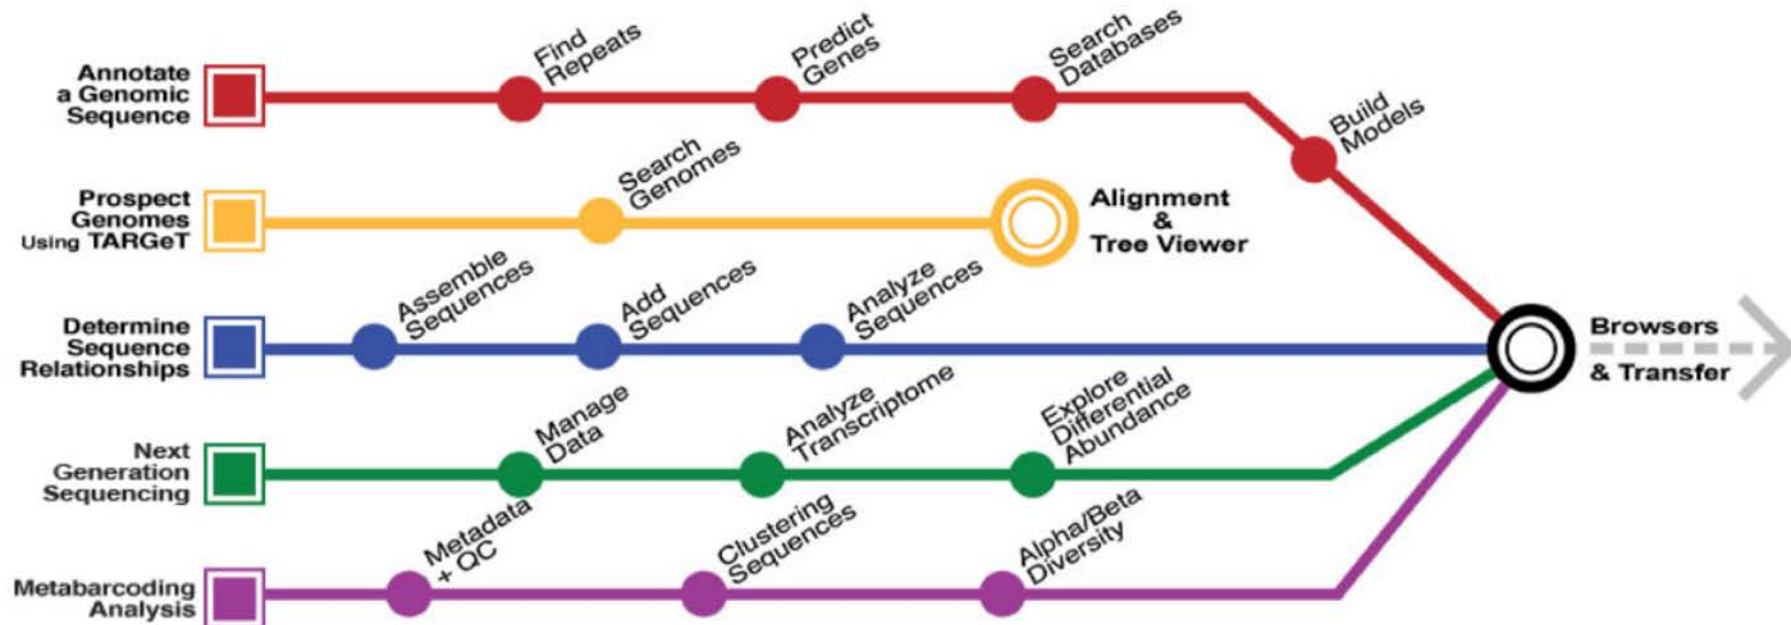 Annotate
a Genomic
Sequence
Find
Repeats
Predict
Genes
Search
Databases
Build
Models
Prospect
Genomes
Using TARGeT
Search
Genomes
Alignment
&
Tree Viewer
Determine
Sequence
Relationships
Assemble
Sequences
Add
Sequences
Analyze
Sequences
Browsers
& Transfer
Next
Generation
Sequencing
Manage
Data
Analyze
Transcriptome
Explore
Differential
Abundance
Metabarcoding
Analysis
Metadata
+ QC
Clustering
Sequences
Alpha/Beta
Diversity